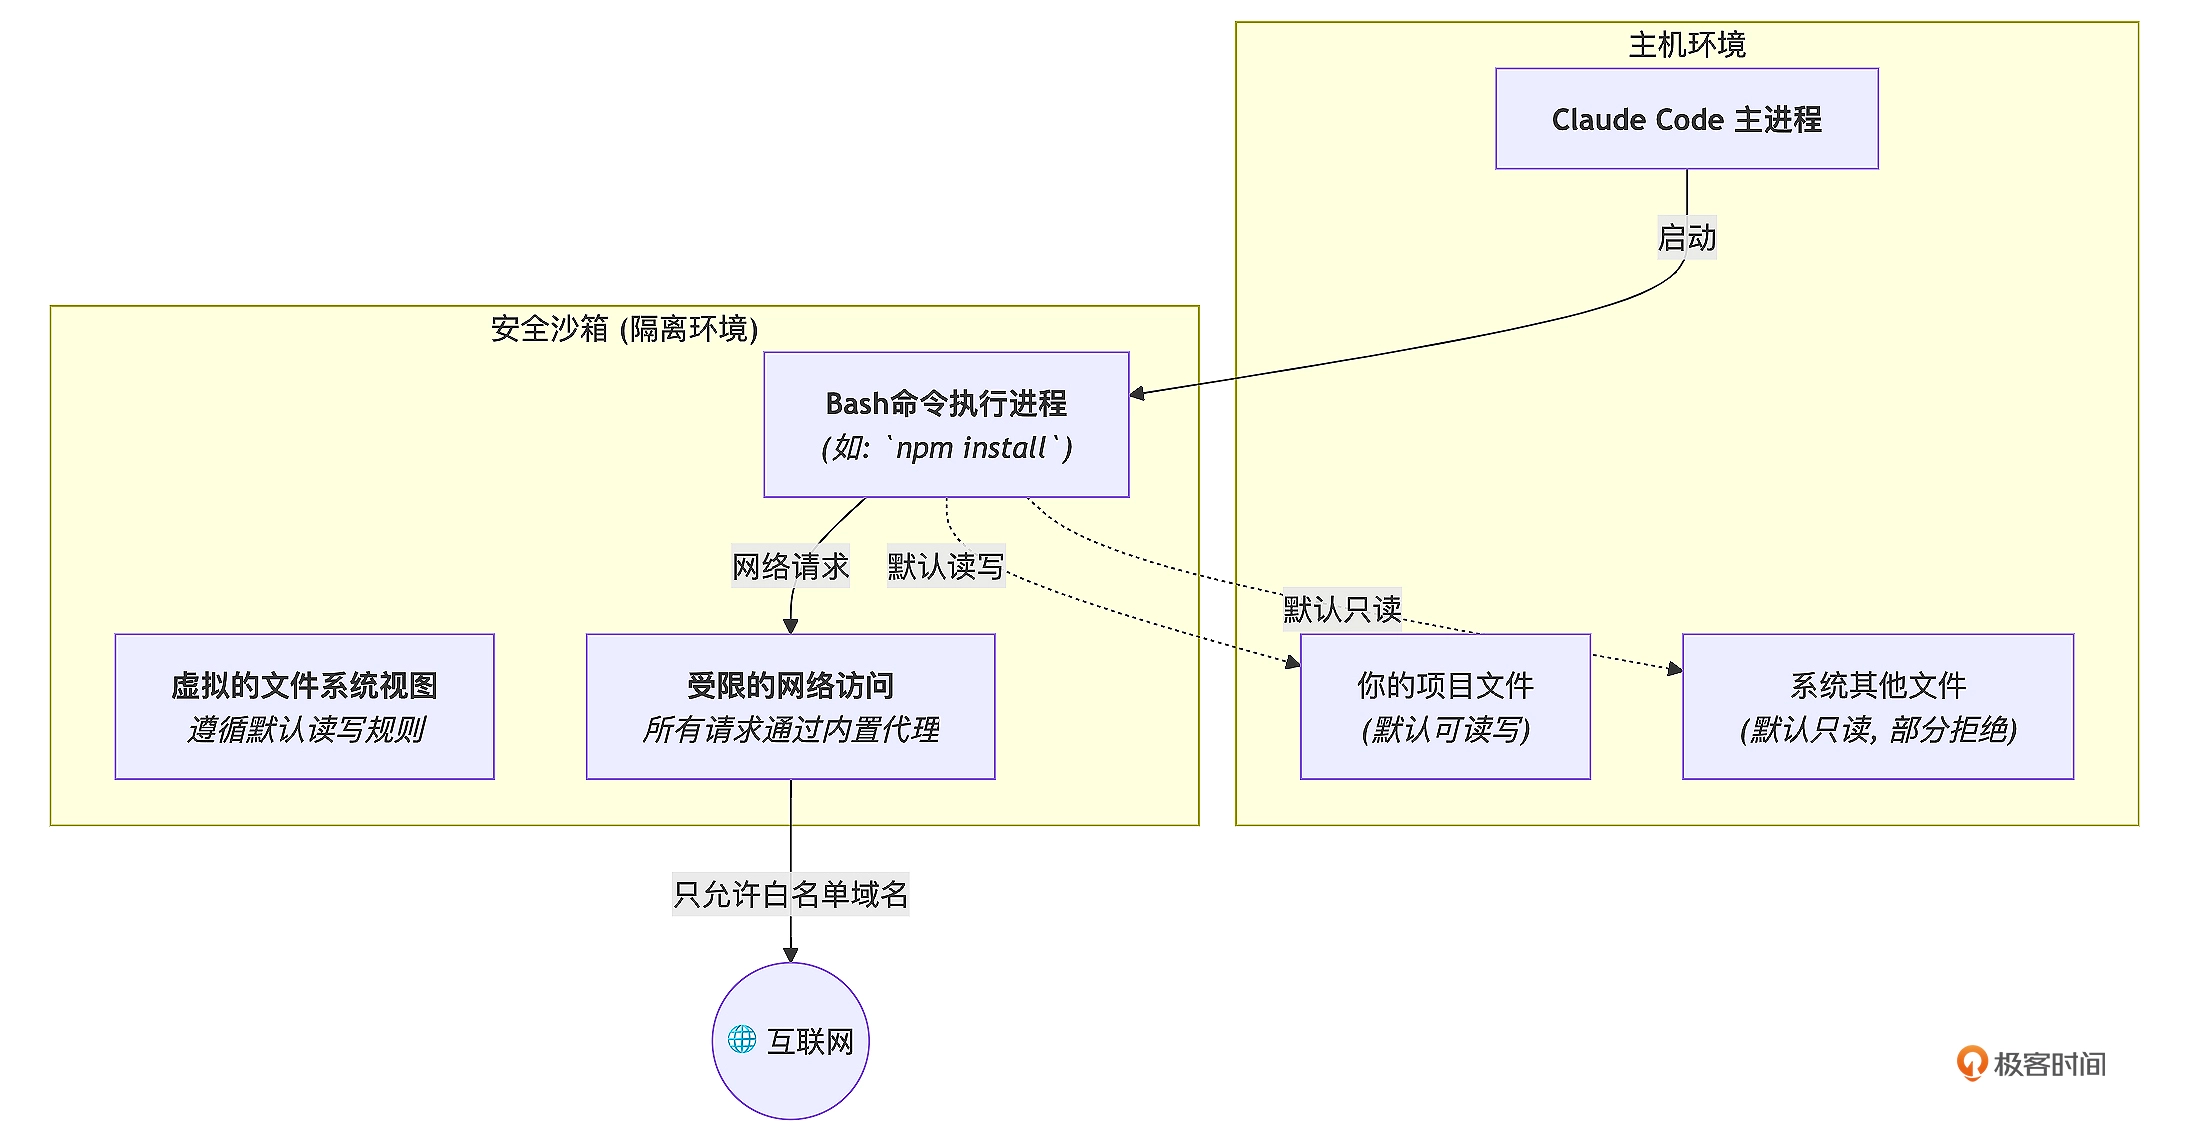 主机环境
Claude Code 主进程
启动
安全沙箱 (隔离环境)
Bash命令执行进程
(如: `npm install`)
网络请求
默认读写
默认只读
虚拟的文件系统视图
遵循默认读写规则
受限的网络访问
所有请求通过内置代理
你的项目文件
(默认可读写)
系统其他文件
(默认只读, 部分拒绝)
只允许白名单域名
互联网
极客时间